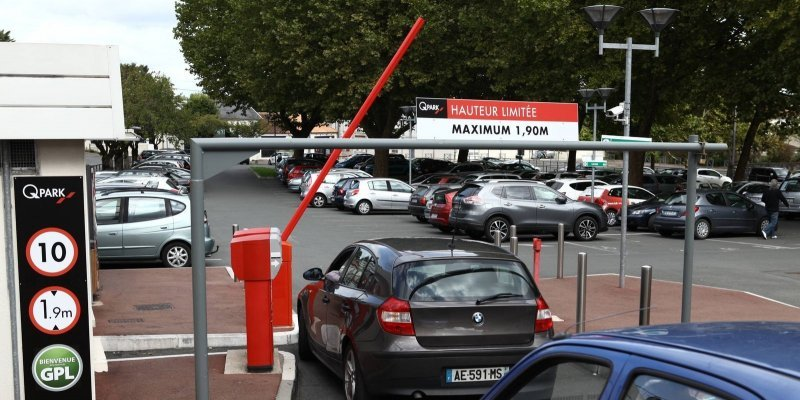 QPARK
HAUTEUR LIMITÉE
MAXIMUM 1,90M
QPARK
10
1.9m
BIENVENUE
GPL
AE·591·MS